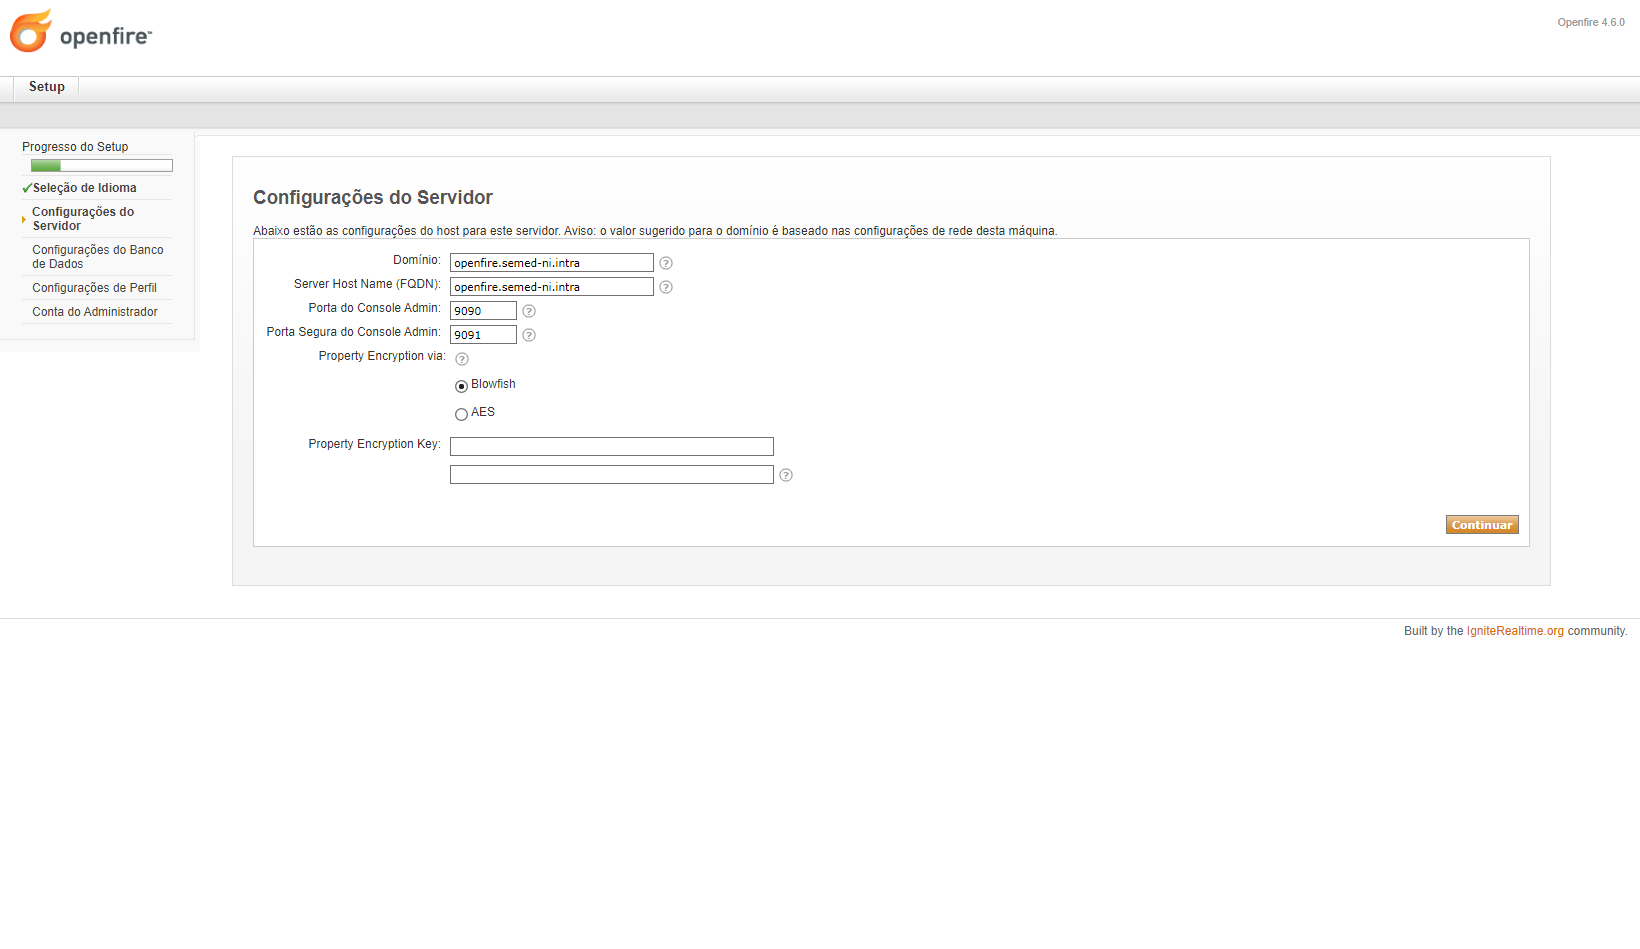 openfire™
Openfire 4.6.0
Setup
Progresso do Setup
Seleção de Idioma
Configurações do
Servidor
Configurações do Banco
de Dados
Configurações de Perfil
Conta do Administrador
Configurações do Servidor
Abaixo estão as configurações do host para este servidor. Aviso: o valor sugerido para o domínio é baseado nas configurações de rede desta máquina.
Domínio: openfire.semed-ni.intra ?
Server Host Name (FQDN): openfire.semed-ni.intra ?
Porta do Console Admin: 9090 ?
Porta Segura do Console Admin: 9091 ?
Property Encryption via: ?
Blowfish
AES
Property Encryption Key:
?
Continuar
Built by the IgniteRealtime.org community.